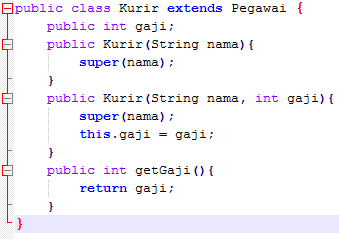 public class Kurir extends Pegawai {
    public int gaji;
    public Kurir(String nama){
        super(nama);
    }
    public Kurir(String nama, int gaji){
        super(nama);
        this.gaji = gaji;
    }
    public int getGaji(){
        return gaji;
    }
}